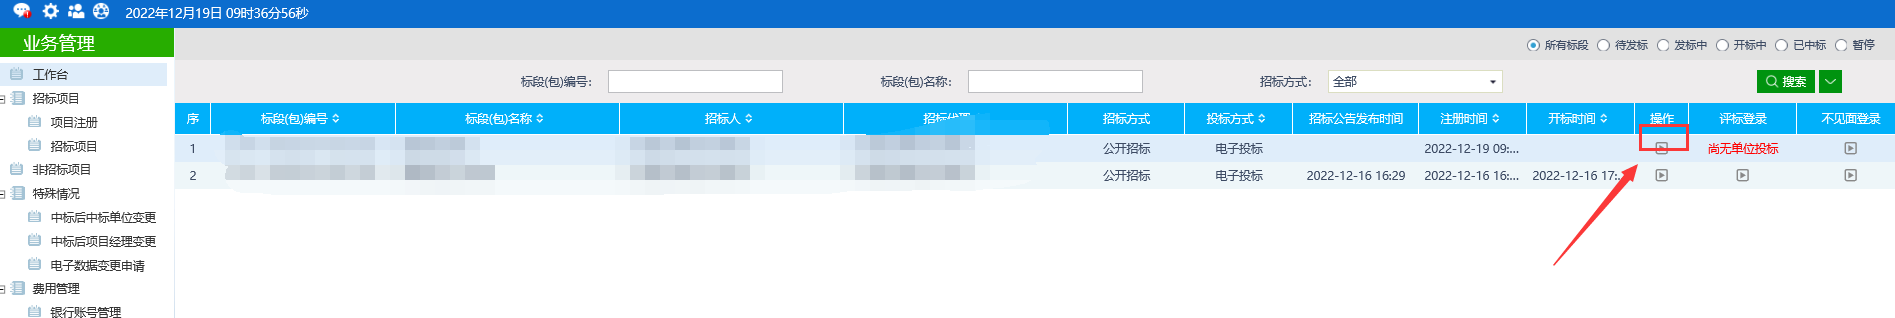 2022年12月19日 09时36分56秒
业务管理
所有标段 待发标 发标中 开标中 已中标 暂停
工作台
标段(包)编号： 标段(包)名称： 招标方式： 全部 搜索
招标项目
序 标段(包)编号 标段(包)名称 招标人 招标代理 招标方式 投标方式 招标公告发布时间 注册时间 开标时间 操作 评标登录 不见面登录
项目注册
1 公开招标 电子投标 2022-12-19 09:... 尚无单位投标
招标项目
非招标项目
2 公开招标 电子投标 2022-12-16 16:29 2022-12-16 16:... 2022-12-16 17:...
特殊情况
中标后中标单位变更
中标后项目经理变更
电子数据变更申请
费用管理
银行账号管理